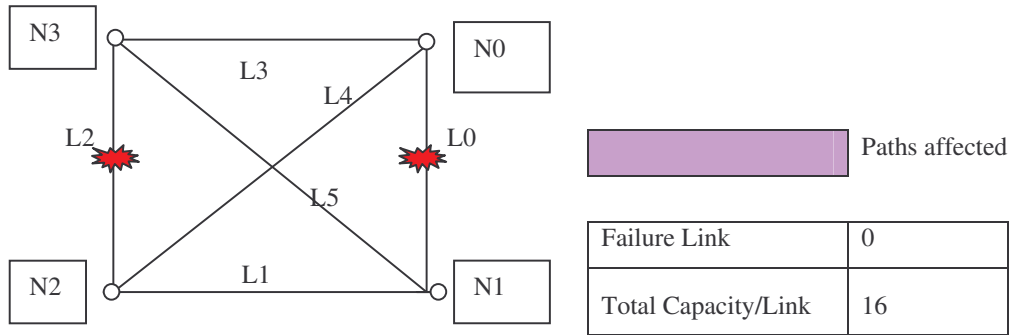 N3
N0
L3
L4
L2
L0
Paths affected
L5
Failure Link 0
N2
L1
N1
Total Capacity/Link 16